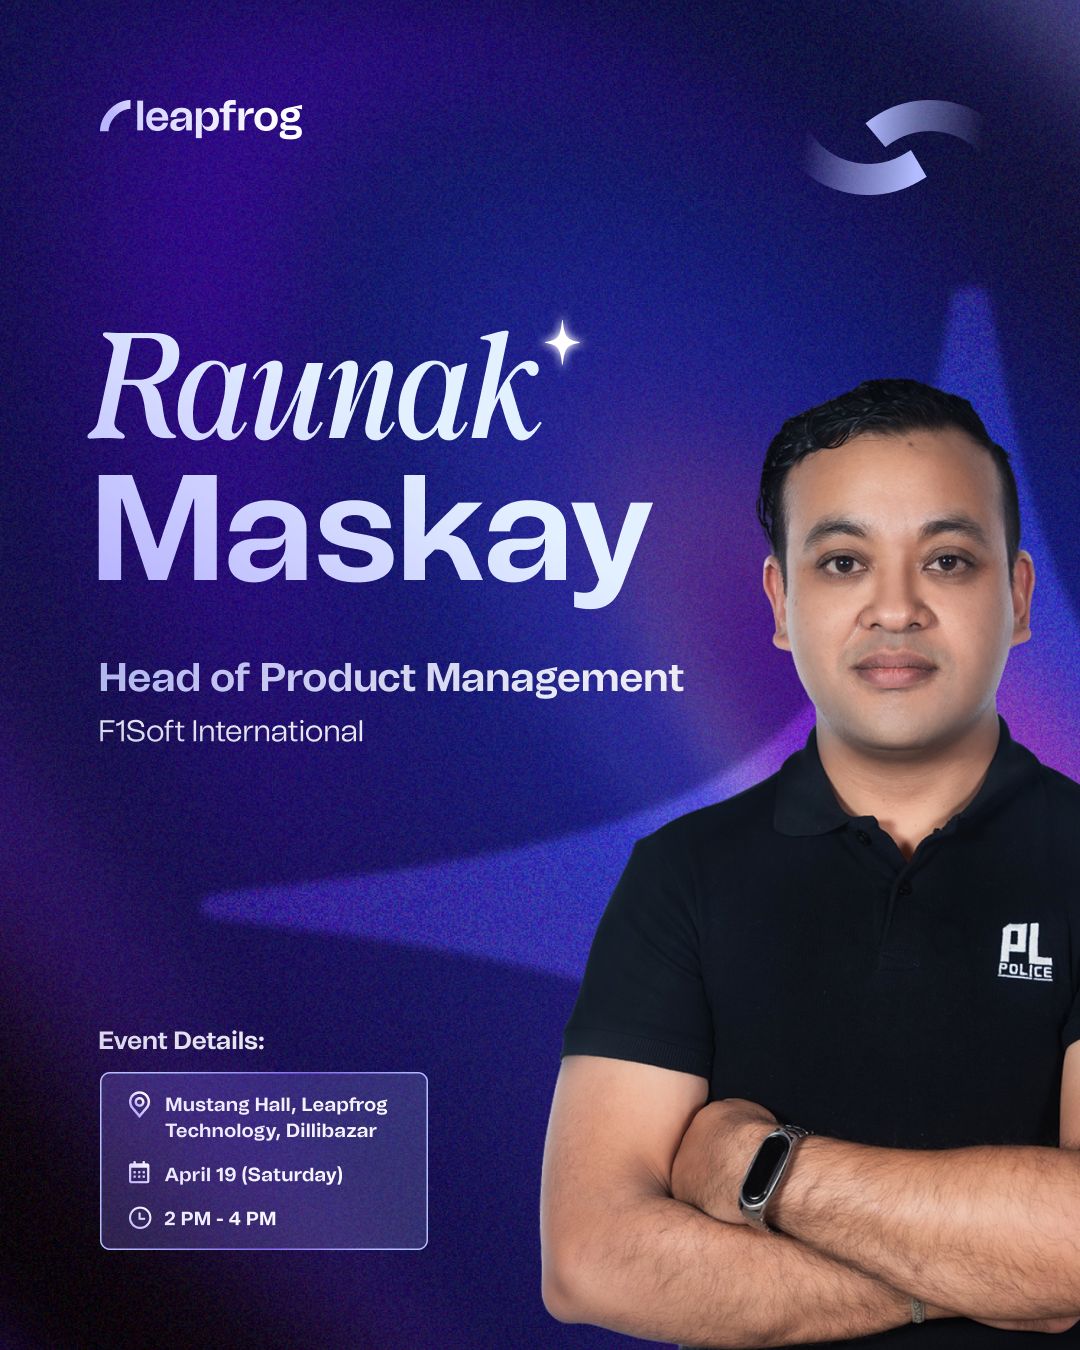 leapfrog
Raunak
Maskay
Head of Product Management
F1Soft International
PL
POLICE
Event Details:
Mustang Hall, Leapfrog
Technology, Dillibazar
April 19 (Saturday)
2 PM - 4 PM